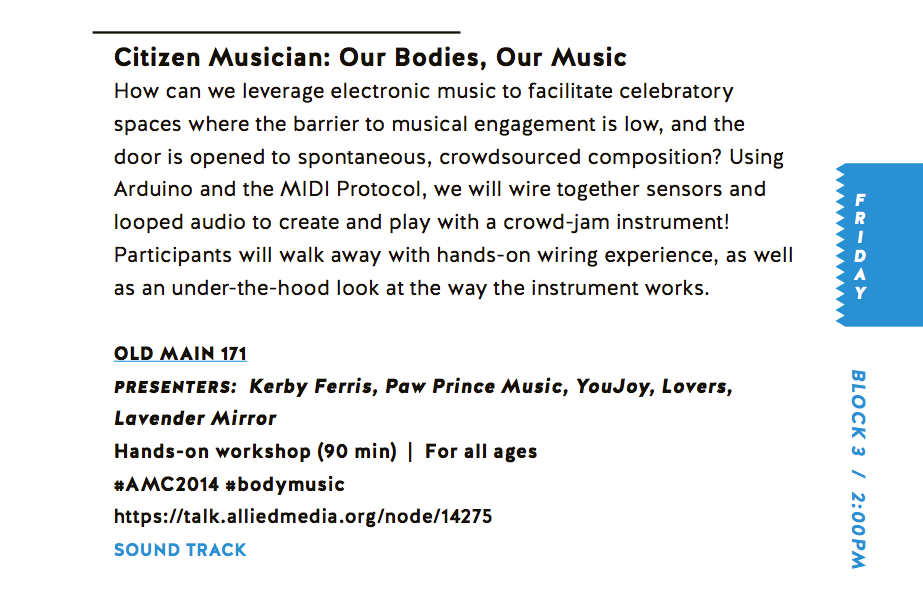 Citizen Musician: Our Bodies, Our Music
How can we leverage electronic music to facilitate celebratory
spaces where the barrier to musical engagement is low, and the
door is opened to spontaneous, crowdsourced composition? Using
Arduino and the MIDI Protocol, we will wire together sensors and
looped audio to create and play with a crowd-jam instrument!
Participants will walk away with hands-on wiring experience, as well
as an under-the-hood look at the way the instrument works.
OLD MAIN 171
PRESENTERS: Kerby Ferris, Paw Prince Music, YouJoy, Lovers,
Lavender Mirror
Hands-on workshop (90 min) | For all ages
#AMC2014 #bodymusic
https://talk.alliedmedia.org/node/14275
SOUND TRACK
FRIDAY
BLOCK 3 / 2:00PM